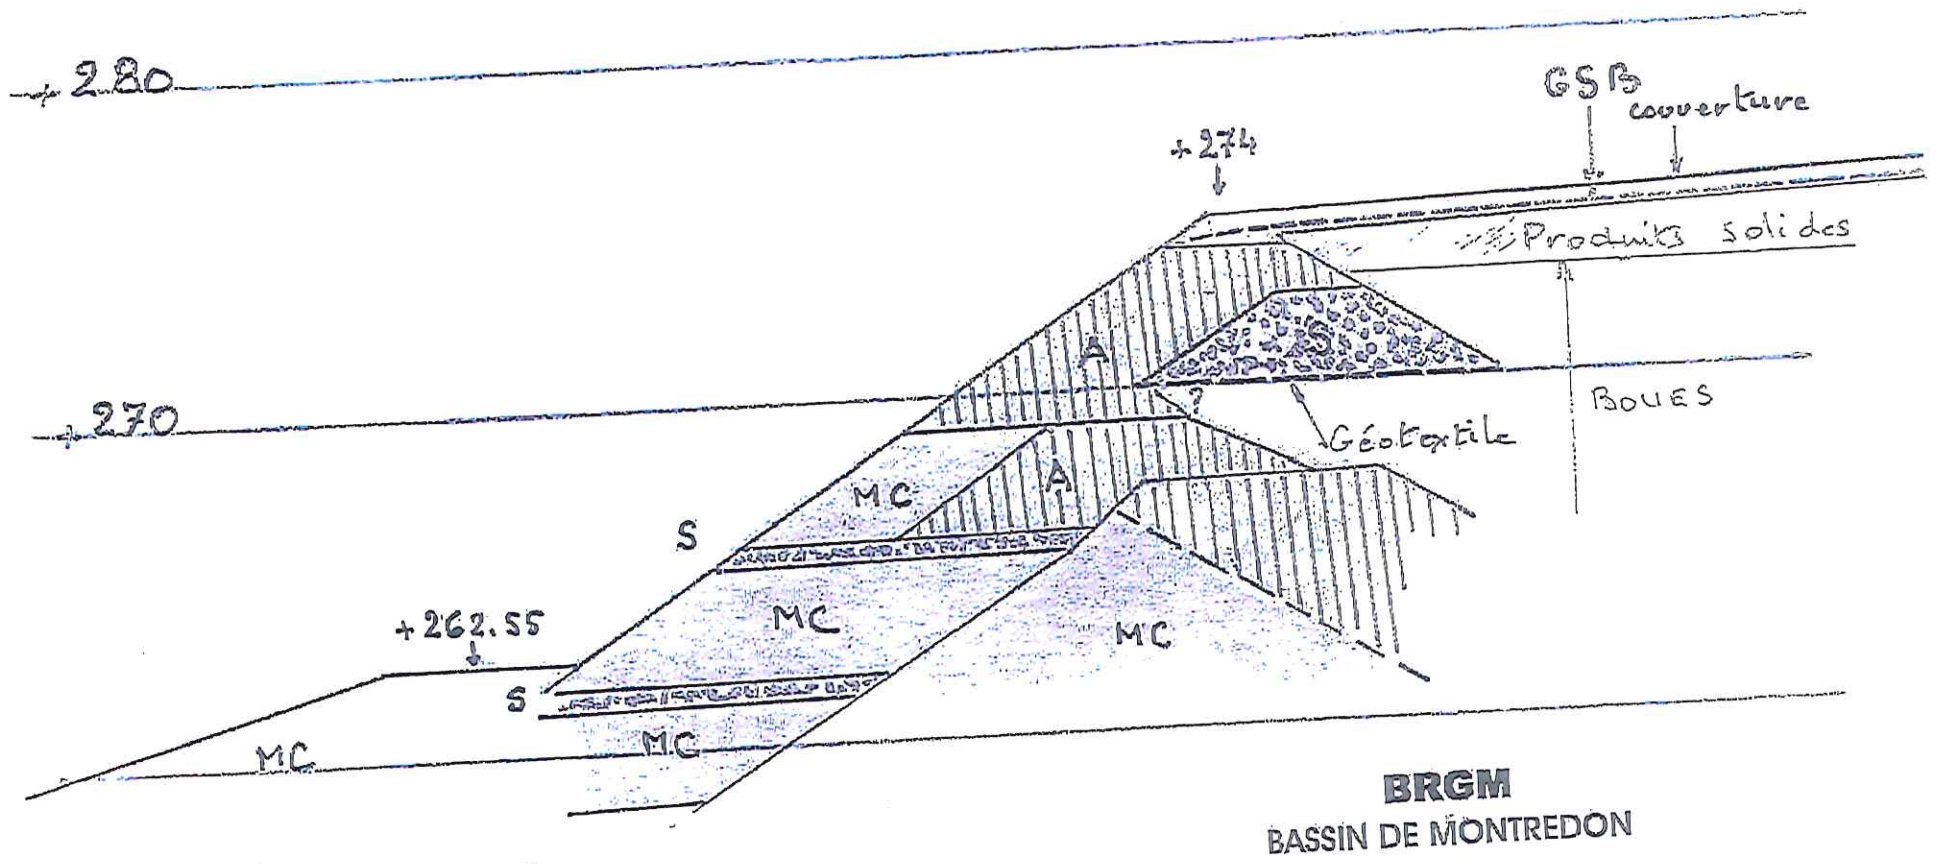 + 280
GSB
couverture
+274
Produits solides
A
S
+ 270
?
BOUES
Géotextile
MC
A
S
MC
+262.55
MC
S
MC
MC
BRGM
BASSIN DE MONTREDON